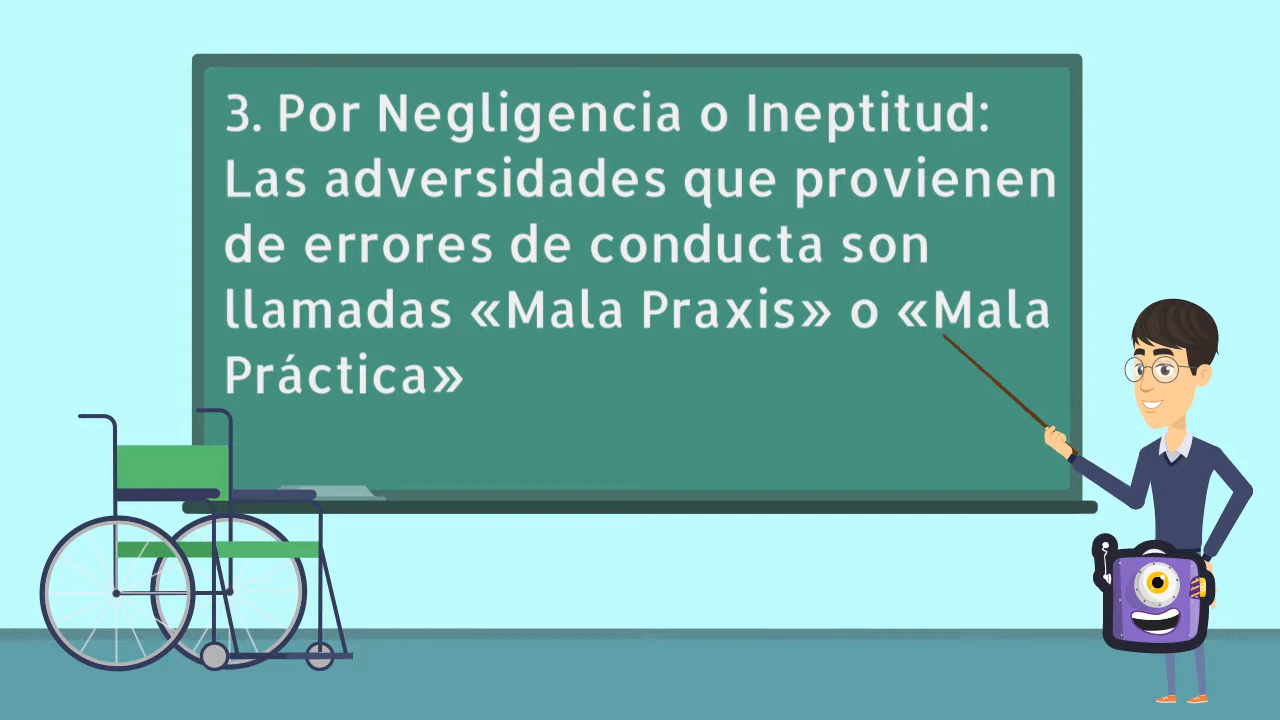 3. Por Negligencia o Ineptitud:
Las adversidades que provienen
de errores de conducta son
llamadas «Mala Praxis» o «Mala
Práctica»